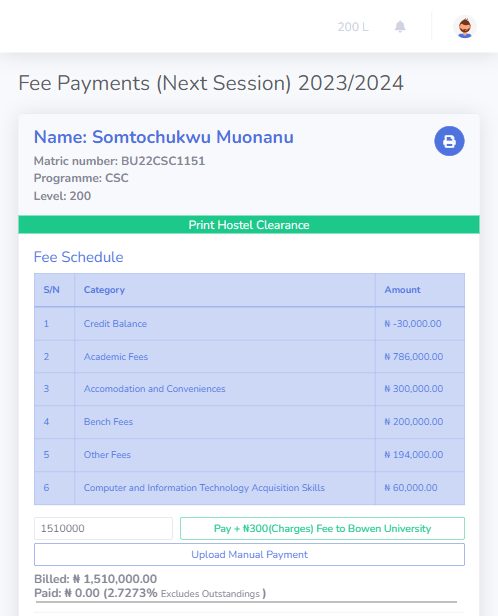 200 L
Fee Payments (Next Session) 2023/2024
Name: Somtochukwu Muonanu
Matric number: BU22CSC1151
Programme: CSC
Level: 200
Print Hostel Clearance
Fee Schedule
S/N Category Amount
1 Credit Balance ₦ -30,000.00
2 Academic Fees ₦ 786,000.00
3 Accomodation and Conveniences ₦ 300,000.00
4 Bench Fees ₦ 200,000.00
5 Other Fees ₦ 194,000.00
6 Computer and Information Technology Acquisition Skills ₦ 60,000.00
1510000 Pay + ₦300(Charges) Fee to Bowen University
Upload Manual Payment
Billed: ₦ 1,510,000.00
Paid: ₦ 0.00 (2.7273% Excludes Outstandings )